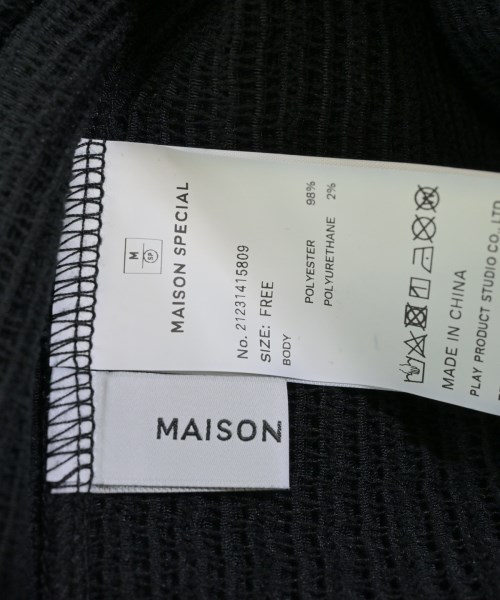 M
SP
MAISON SPECIAL
No. 21231415809
SIZE: FREE
BODY
POLYESTER 98%
POLYURETHANE 2%
MADE IN CHINA
PLAY PRODUCT STUDIO CO., LTD
MAISON